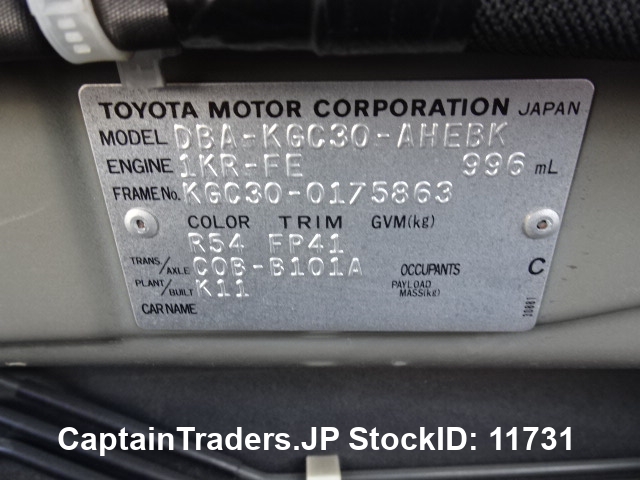 TOYOTA MOTOR CORPORATION JAPAN
MODEL DBA-KGC30-AHEBK
ENGINE 1KR-FE 996 mL
FRAME No. KGC30-0175863
COLOR TRIM GVM(kg)
R54 FP41
TRANS./AXLE C0B-B101A OCCUPANTS C
PLANT/BUILT K11 PAYLOAD MASS(kg)
CAR NAME
CaptainTraders.JP StockID: 11731